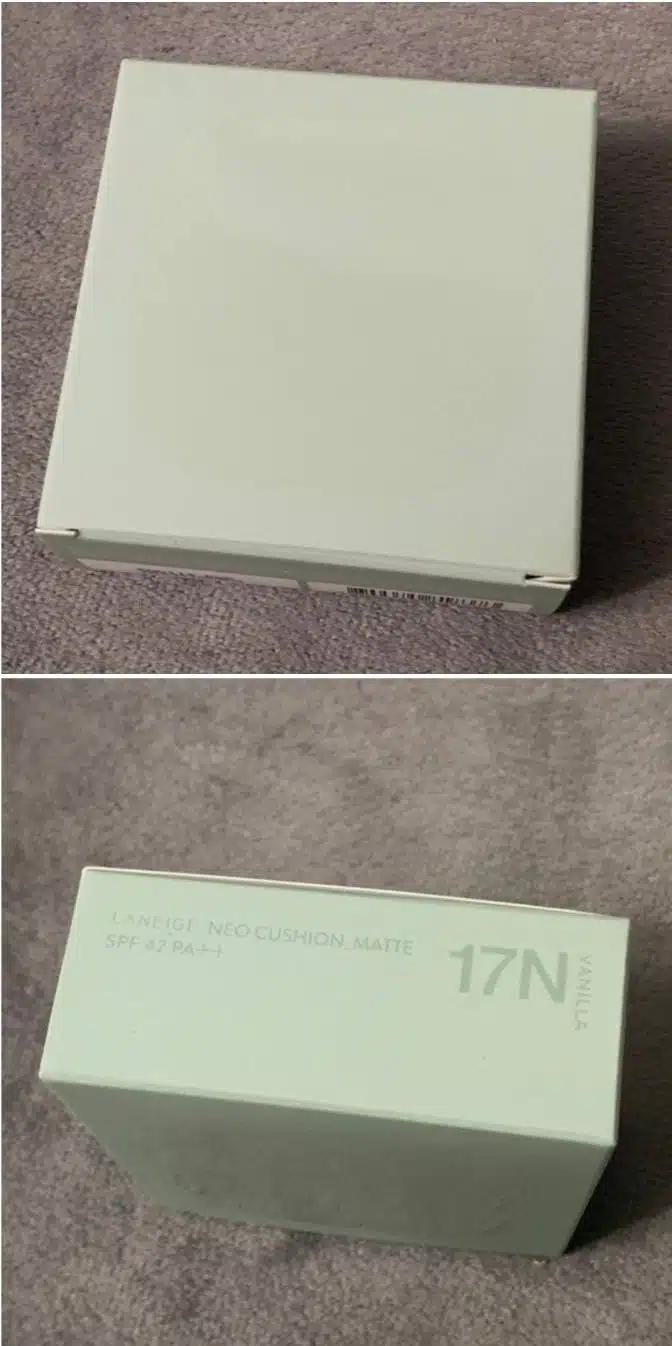 LANEIGE NEO CUSHION_MATTE
SPF 42 PA++
17N
VANILLA